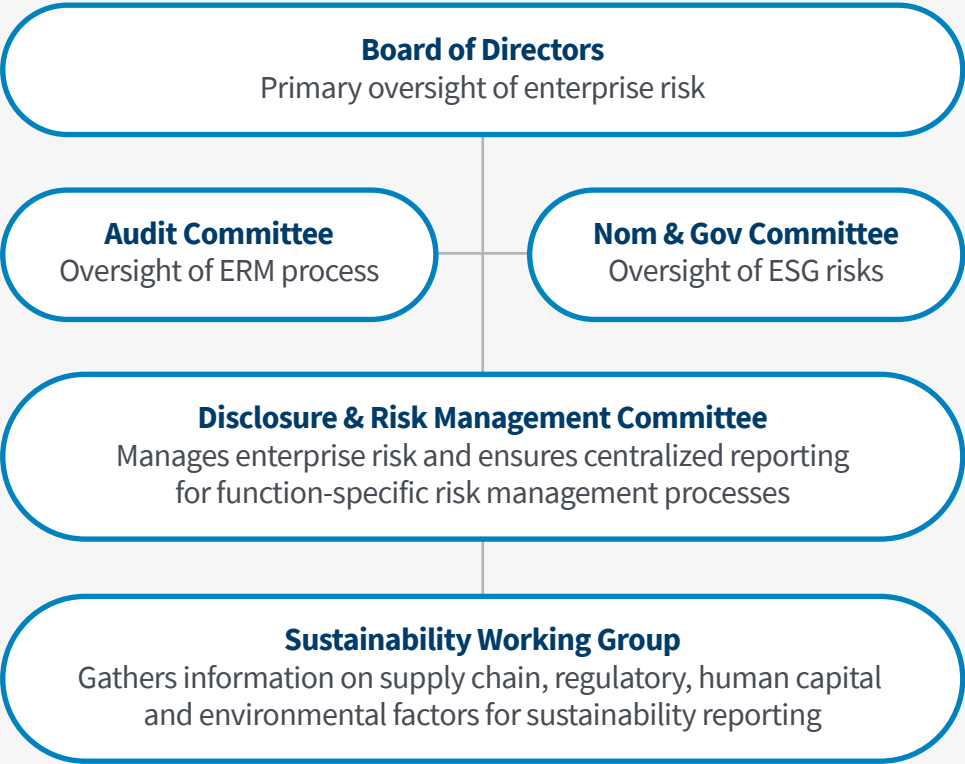 Board of Directors
Primary oversight of enterprise risk
Audit Committee
Oversight of ERM process
Nom & Gov Committee
Oversight of ESG risks
Disclosure & Risk Management Committee
Manages enterprise risk and ensures centralized reporting
for function-specific risk management processes
Sustainability Working Group
Gathers information on supply chain, regulatory, human capital
and environmental factors for sustainability reporting